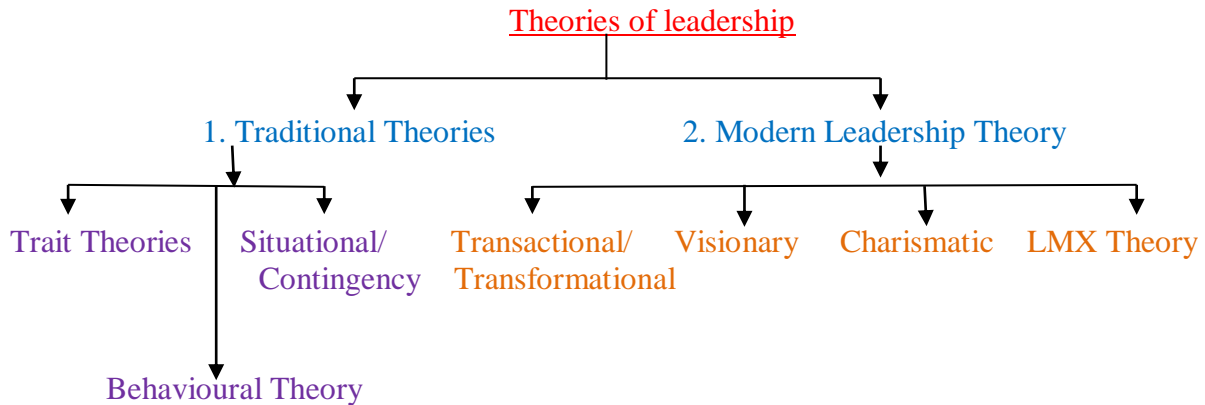 Theories of leadership
1. Traditional Theories
2. Modern Leadership Theory
Trait Theories
Situational/
Contingency
Transactional/
Transformational
Visionary
Charismatic
LMX Theory
Behavioural Theory